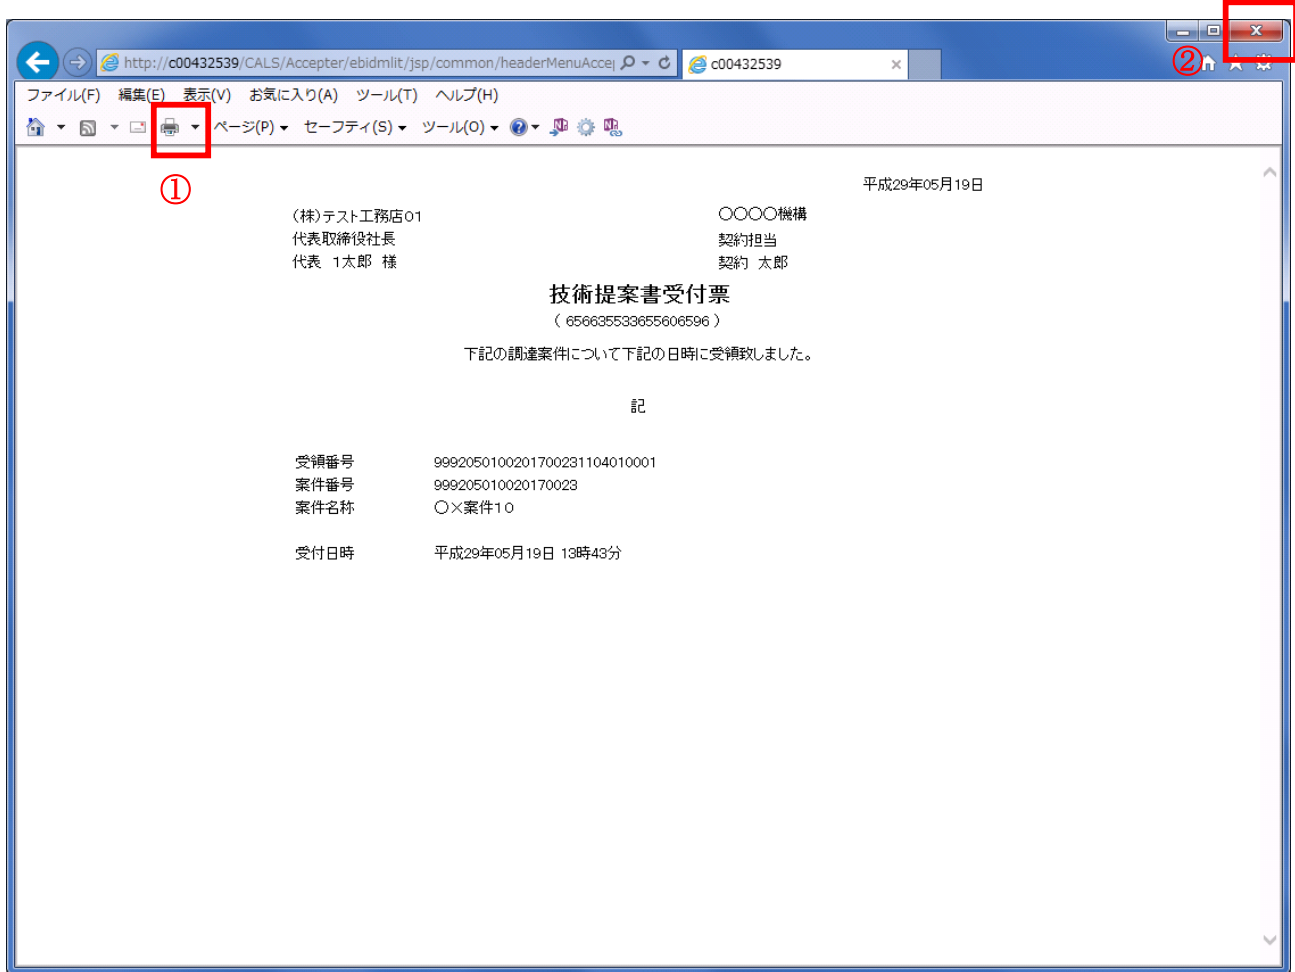 ②
http://c00432539/CALS/Accepter/ebidmlit/jsp/common/headerMenuAccep
c00432539
ファイル(F) 編集(E) 表示(V) お気に入り(A) ツール(T) ヘルプ(H)
ページ(P) セーフティ(S) ツール(O)
①
平成29年05月19日
(株)テスト工務店01
代表取締役社長
代表 1太郎 様
〇〇〇〇機構
契約担当
契約 太郎
技術提案書受付票
( 656635533655606596 )
下記の調達案件について下記の日時に受領致しました。
記
受領番号 9992050100201700231104010001
案件番号 999205010020170023
案件名称 〇×案件10
受付日時 平成29年05月19日 13時43分